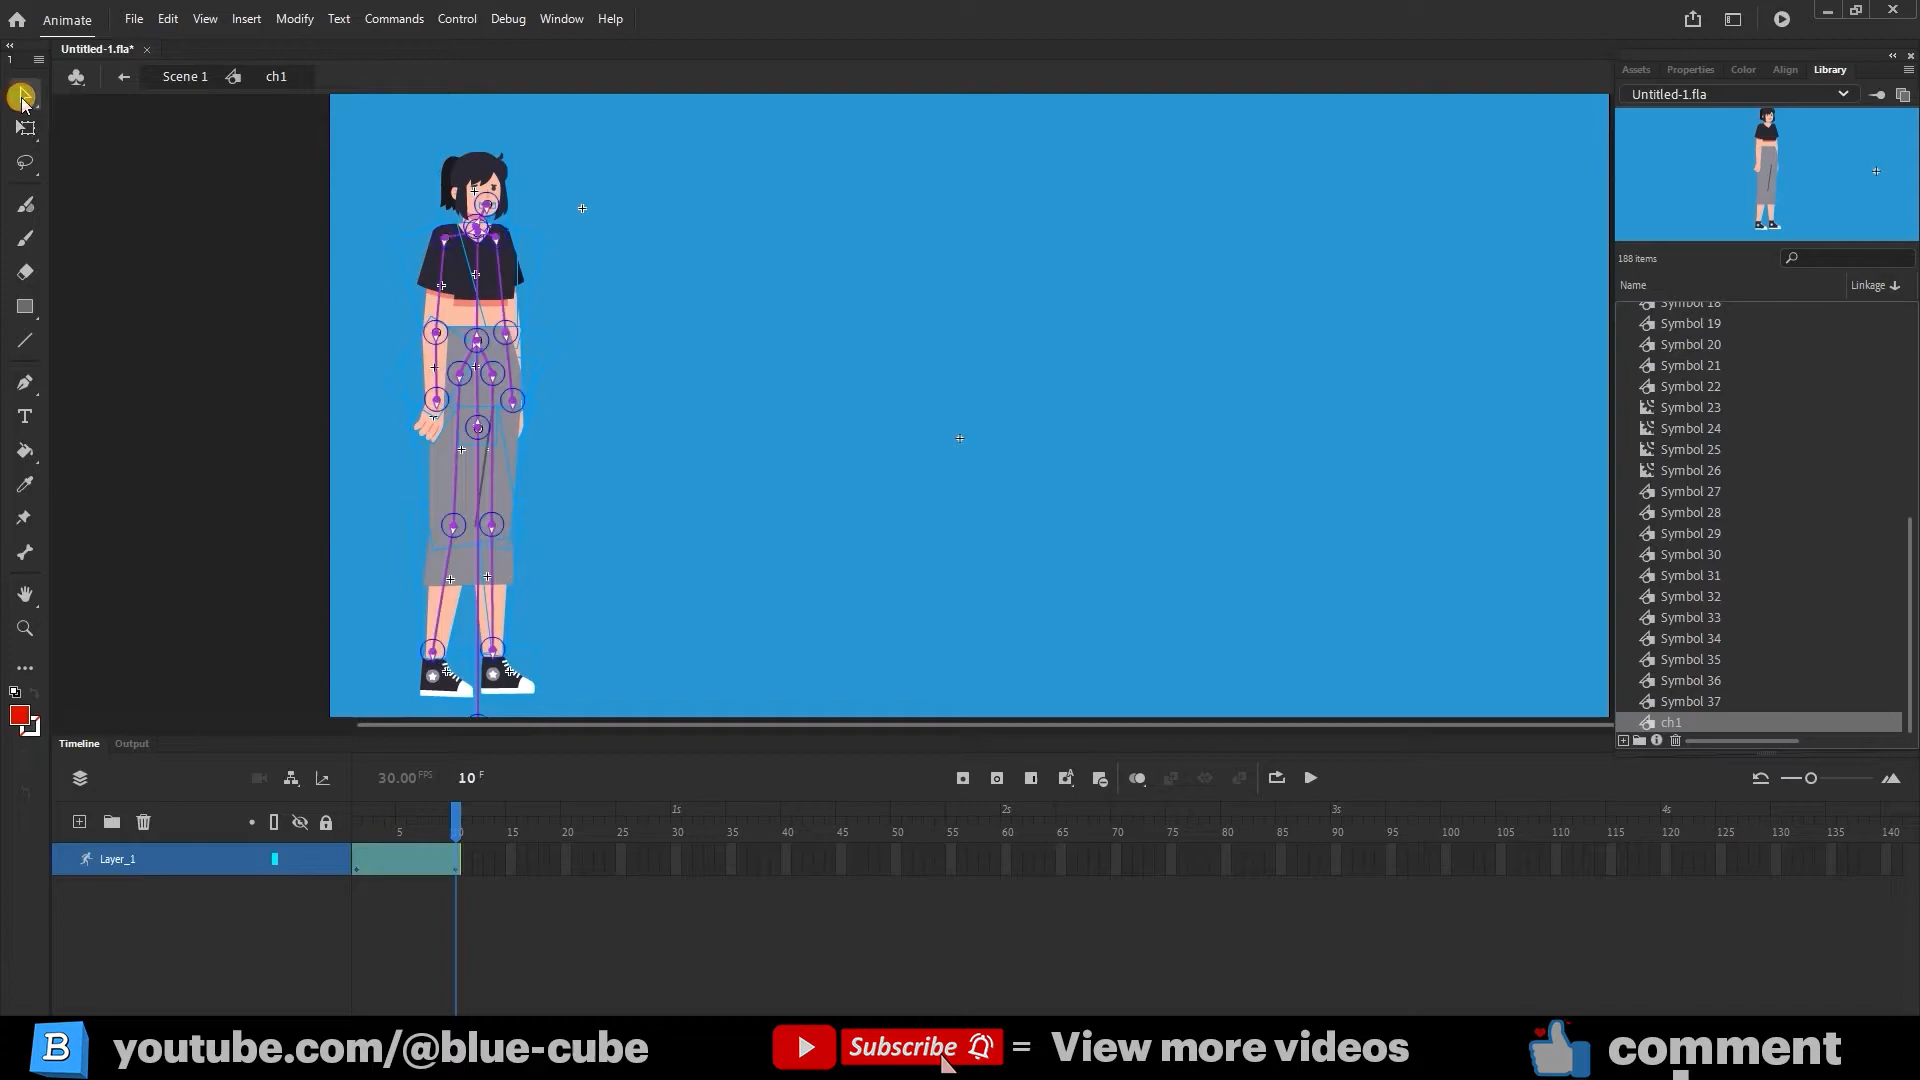 Animate File Edit View Insert Modify Text Commands Control Debug Window Help
Untitled-1.fla* ×
1
Scene 1 ch1
Assets Properties Color Align Library
Untitled-1.fla
188 items
Name Linkage
Symbol 18
Symbol 19
Symbol 20
Symbol 21
Symbol 22
Symbol 23
Symbol 24
Symbol 25
Symbol 26
Symbol 27
Symbol 28
Symbol 29
Symbol 30
Symbol 31
Symbol 32
Symbol 33
Symbol 34
Symbol 35
Symbol 36
Symbol 37
ch1
Timeline Output
30.00 FPS 10 F
1s 2s 3s 4s
5 10 15 20 25 30 35 40 45 50 55 60 65 70 75 80 85 90 95 100 105 110 115 120 125 130 135 140
Layer_1
B youtube.com/@blue-cube Subscribe = View more videos comment